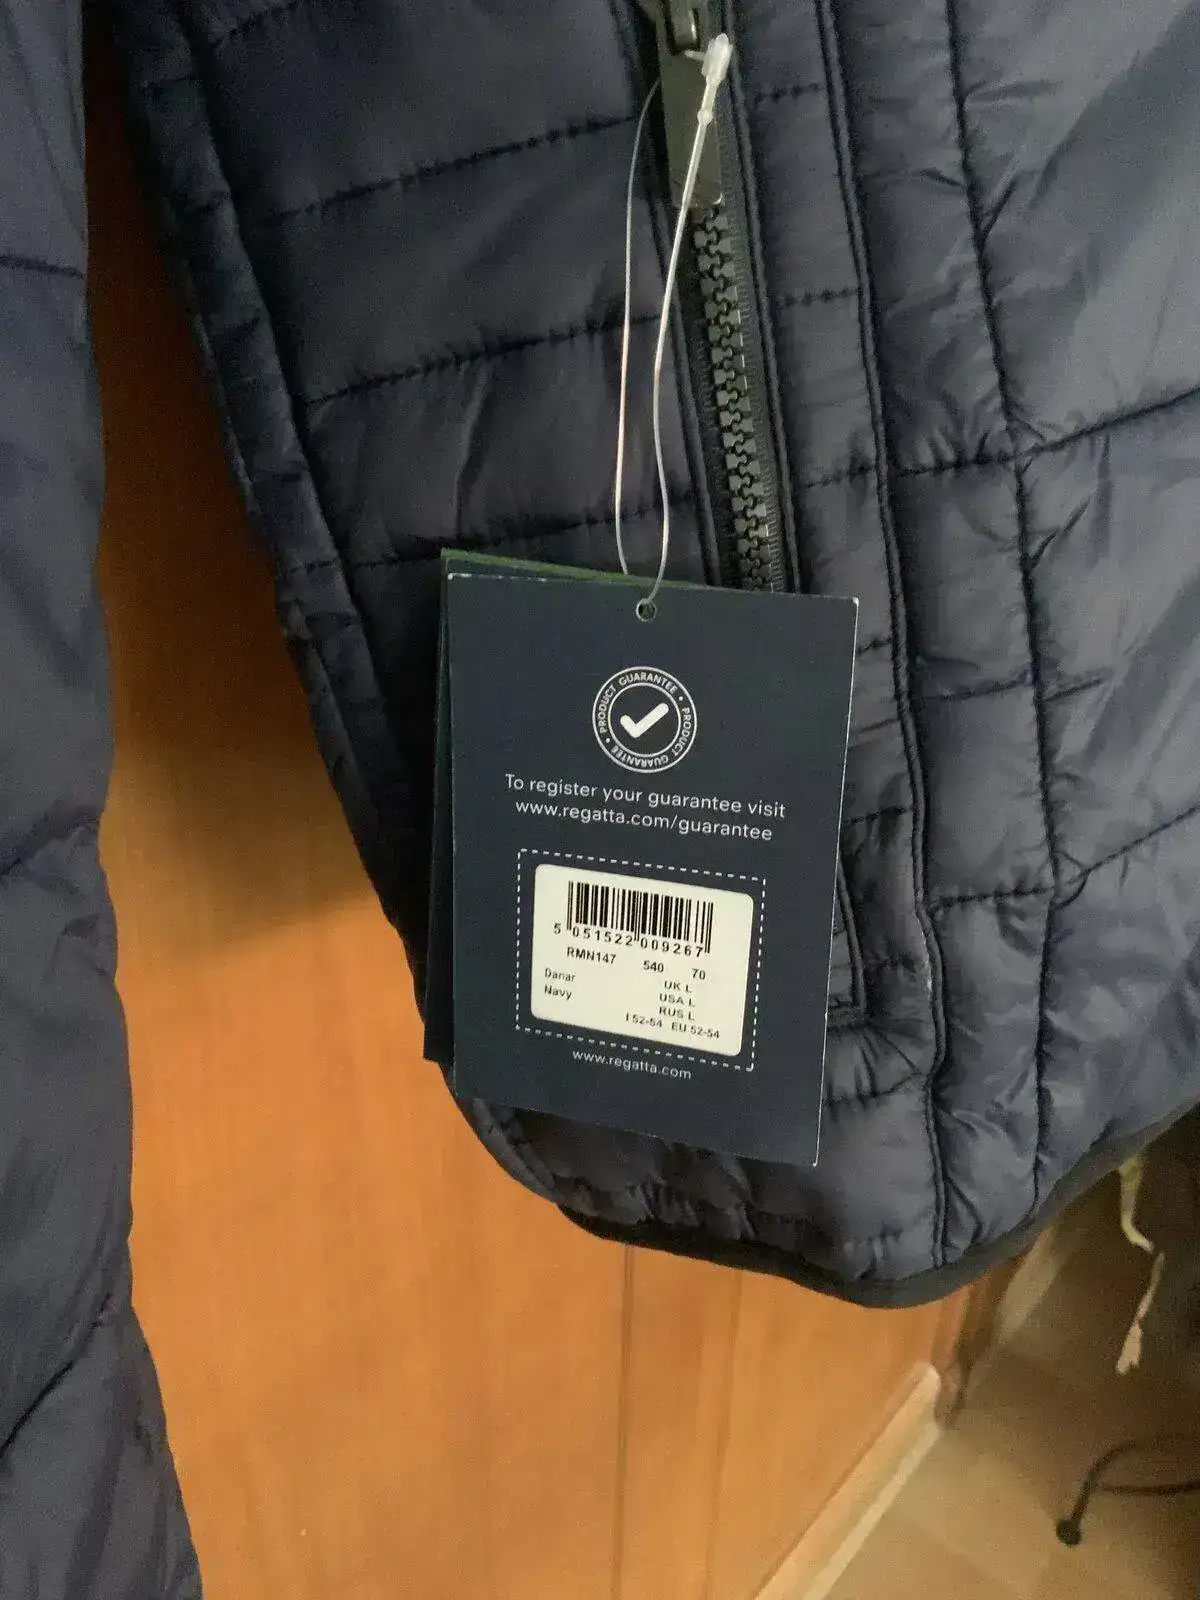 PRODUCT GUARANTEE • PRODUCT GUARANTEE •
To register your guarantee visit
www.regatta.com/guarantee
5 051522 009267
RMN147 540 70
Danar UK L
Navy USA L
RUS L
I 52-54 EU 52-54
www.regatta.com